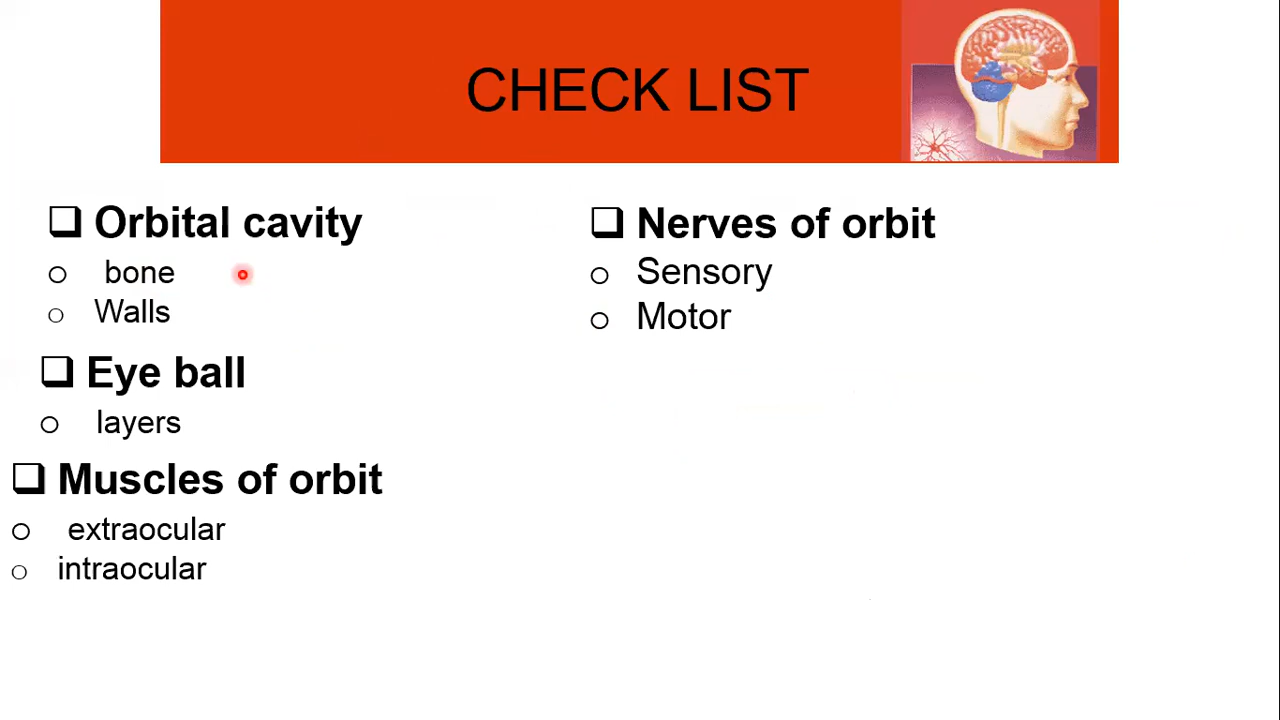 CHECK LIST
Orbital cavity
bone
Walls
Eye ball
layers
Muscles of orbit
extraocular
intraocular
Nerves of orbit
Sensory
Motor